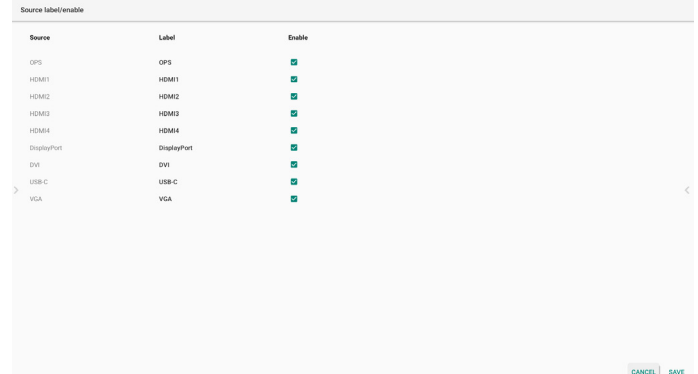 Source label/enable
Source Label Enable
OPS OPS
HDMI1 HDMI1
HDMI2 HDMI2
HDMI3 HDMI3
HDMI4 HDMI4
DisplayPort DisplayPort
DVI DVI
USB-C USB-C
VGA VGA
CANCEL SAVE